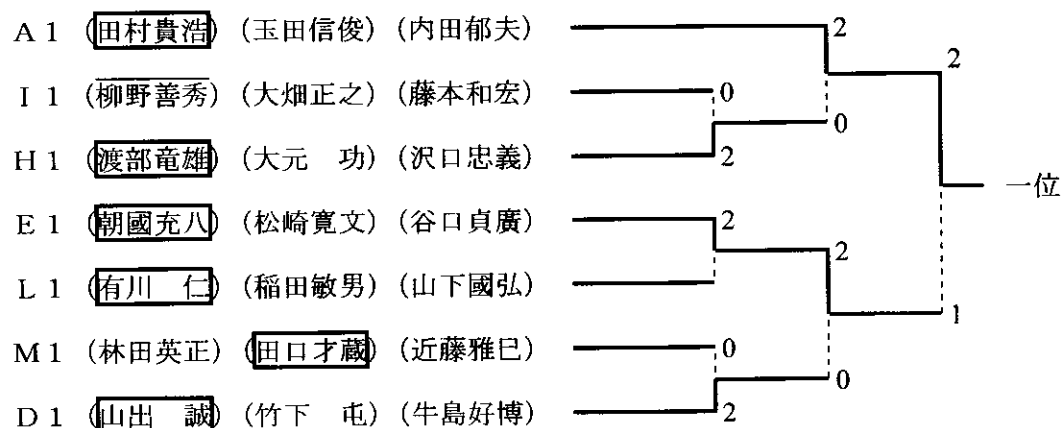 A 1 (田村貴浩) (玉田信俊) (内田郁夫) 2 2
I 1 (柳野善秀) (大畑正之) (藤本和宏) 0 0
H 1 (渡部竜雄) (大元 功) (沢口忠義) 2
一位
E 1 (朝國充八) (松崎寛文) (谷口貞廣) 2 2
L 1 (有川 仁) (稲田敏男) (山下國弘) 1
M 1 (林田英正) (田口才蔵) (近藤雅巳) 0 0
D 1 (山出 誠) (竹下 屯) (牛島好博) 2